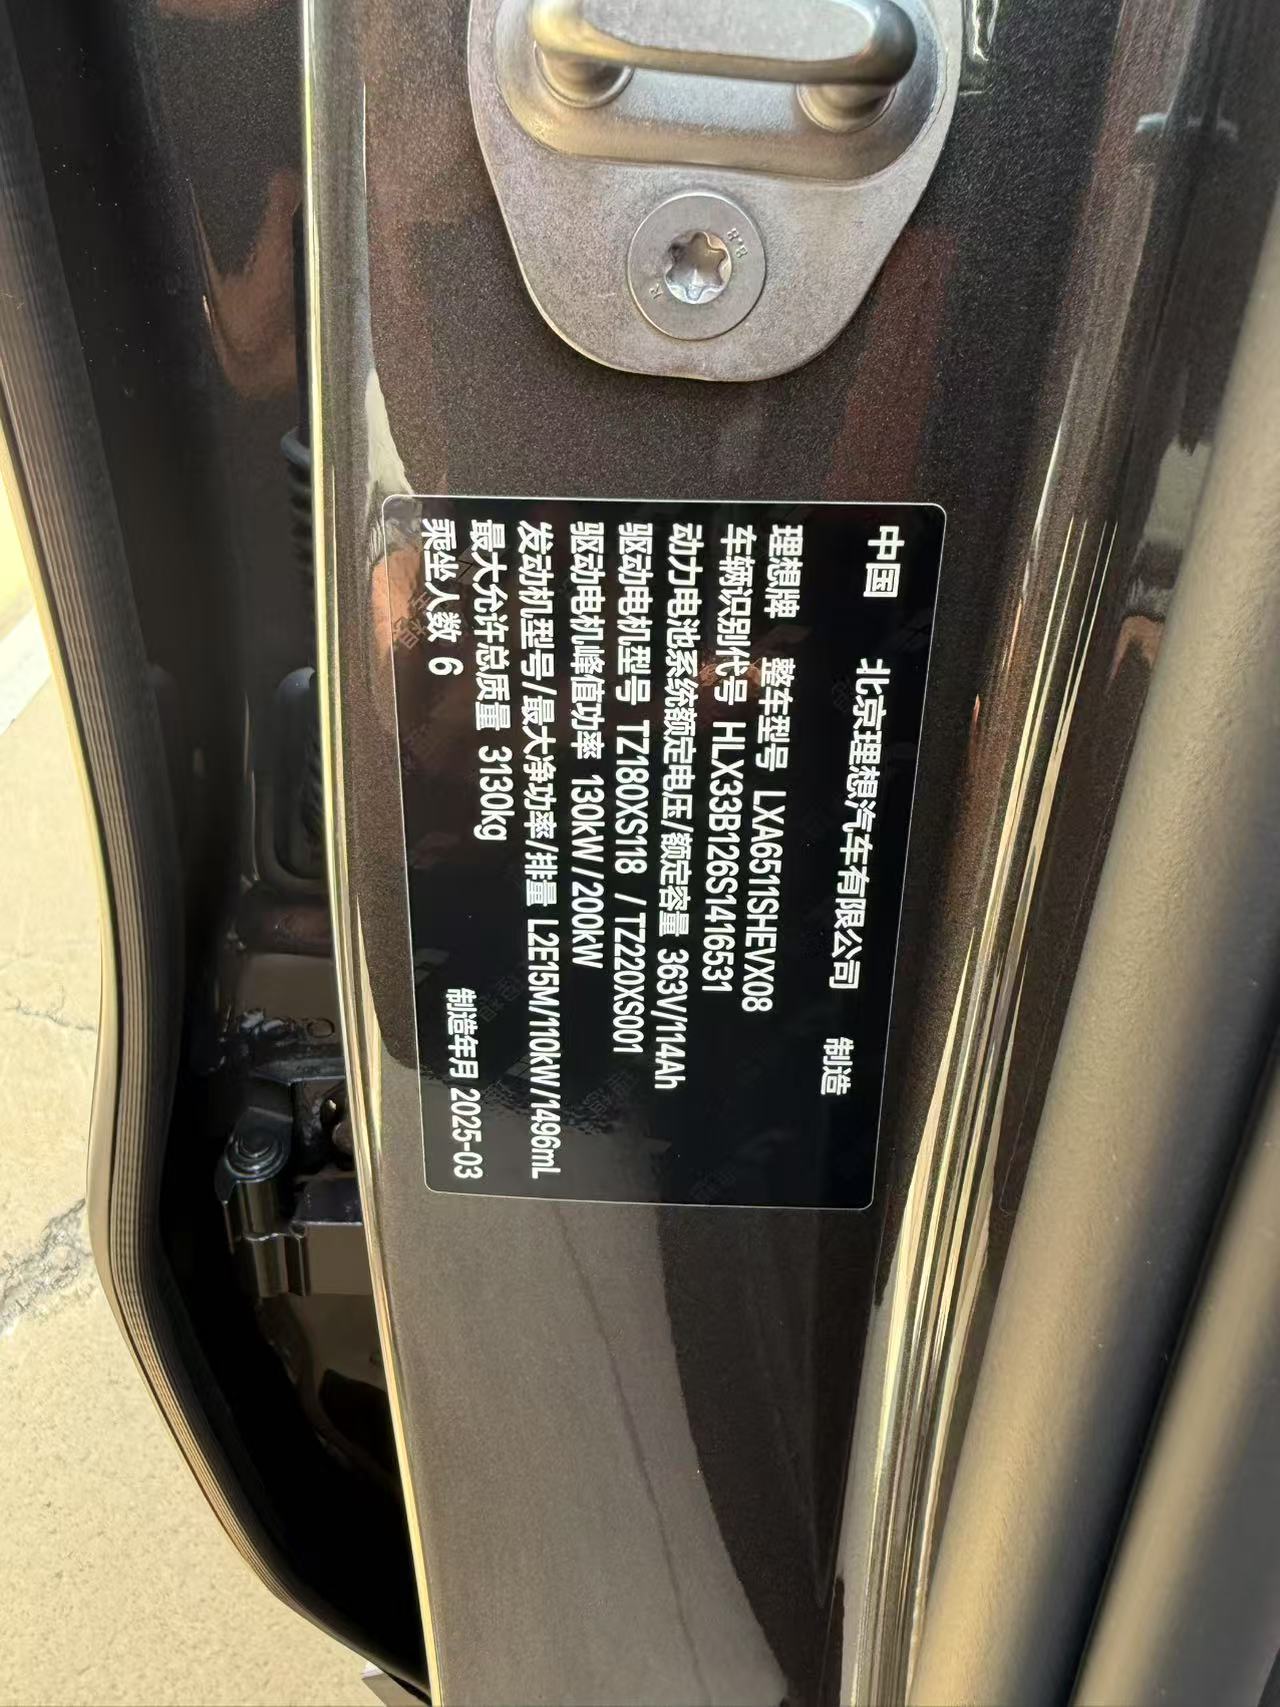 中国 北京理想汽车有限公司 制造
理想牌 整车型号 LXA6511SHEVX08
车辆识别代号 HLX33B126S1416531
动力电池系统额定电压/额定容量 363V/114Ah
驱动电机型号 TZ180XS118 / TZ220XS001
驱动电机峰值功率 130kW / 200kW
发动机型号/最大净功率/排量 L2E15M/110kW/1496mL
最大允许总质量 3130kg
乘坐人数 6 制造年月 2025-03
8.8
R